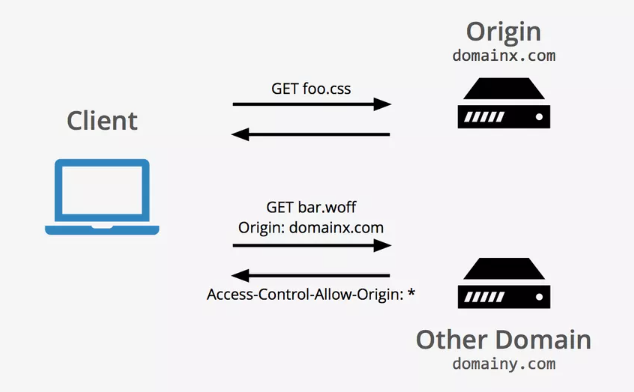 Origin
domainx.com
GET foo.css
Client
GET bar.woff
Origin: domainx.com
Access-Control-Allow-Origin: *
Other Domain
domainy.com